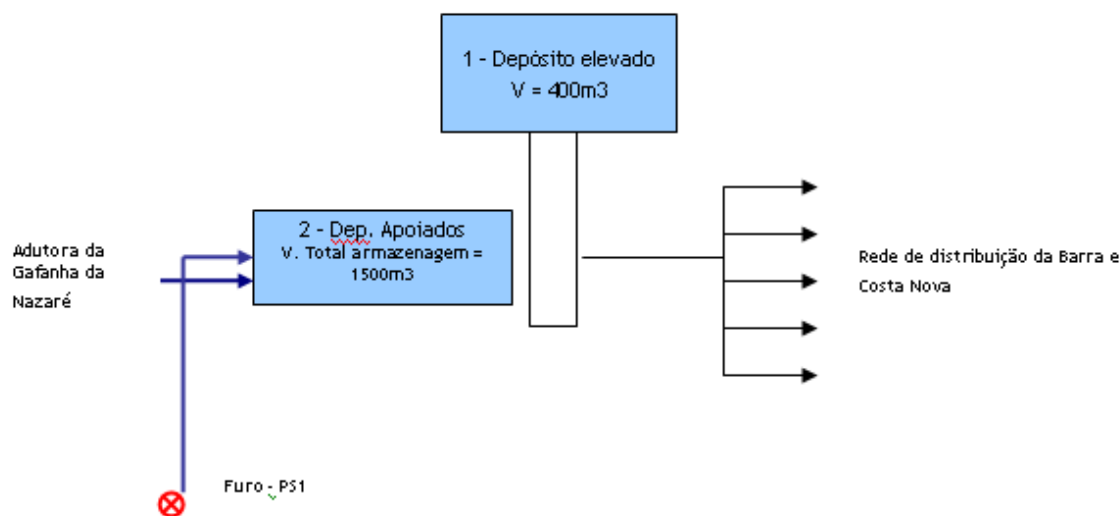 1 - Depósito elevado
V = 400m3
2 - Dep. Apoiados
V. Total armazenagem =
1500m3
Adutora da
Gafanha da
Nazaré
Rede de distribuição da Barra e
Costa Nova
Furo - PS1